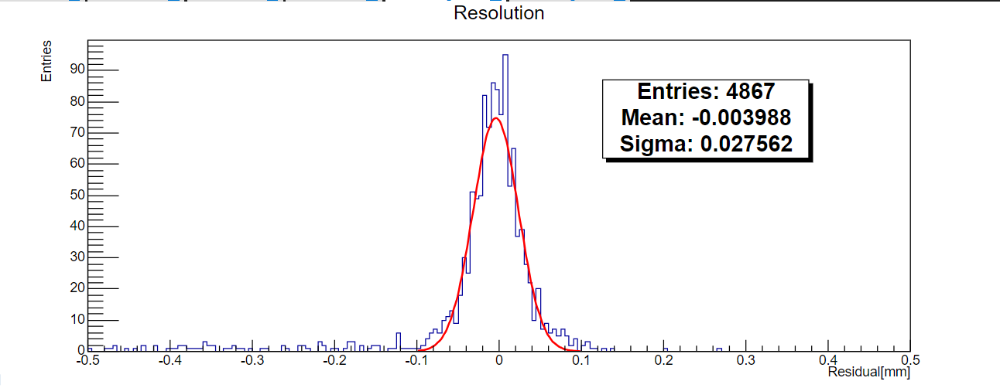 Resolution
Entries
90
80
70
60
50
40
30
20
10
0
Entries: 4867
Mean: -0.003988
Sigma: 0.027562
-0.5 -0.4 -0.3 -0.2 -0.1 0 0.1 0.2 0.3 0.4 0.5
Residual[mm]